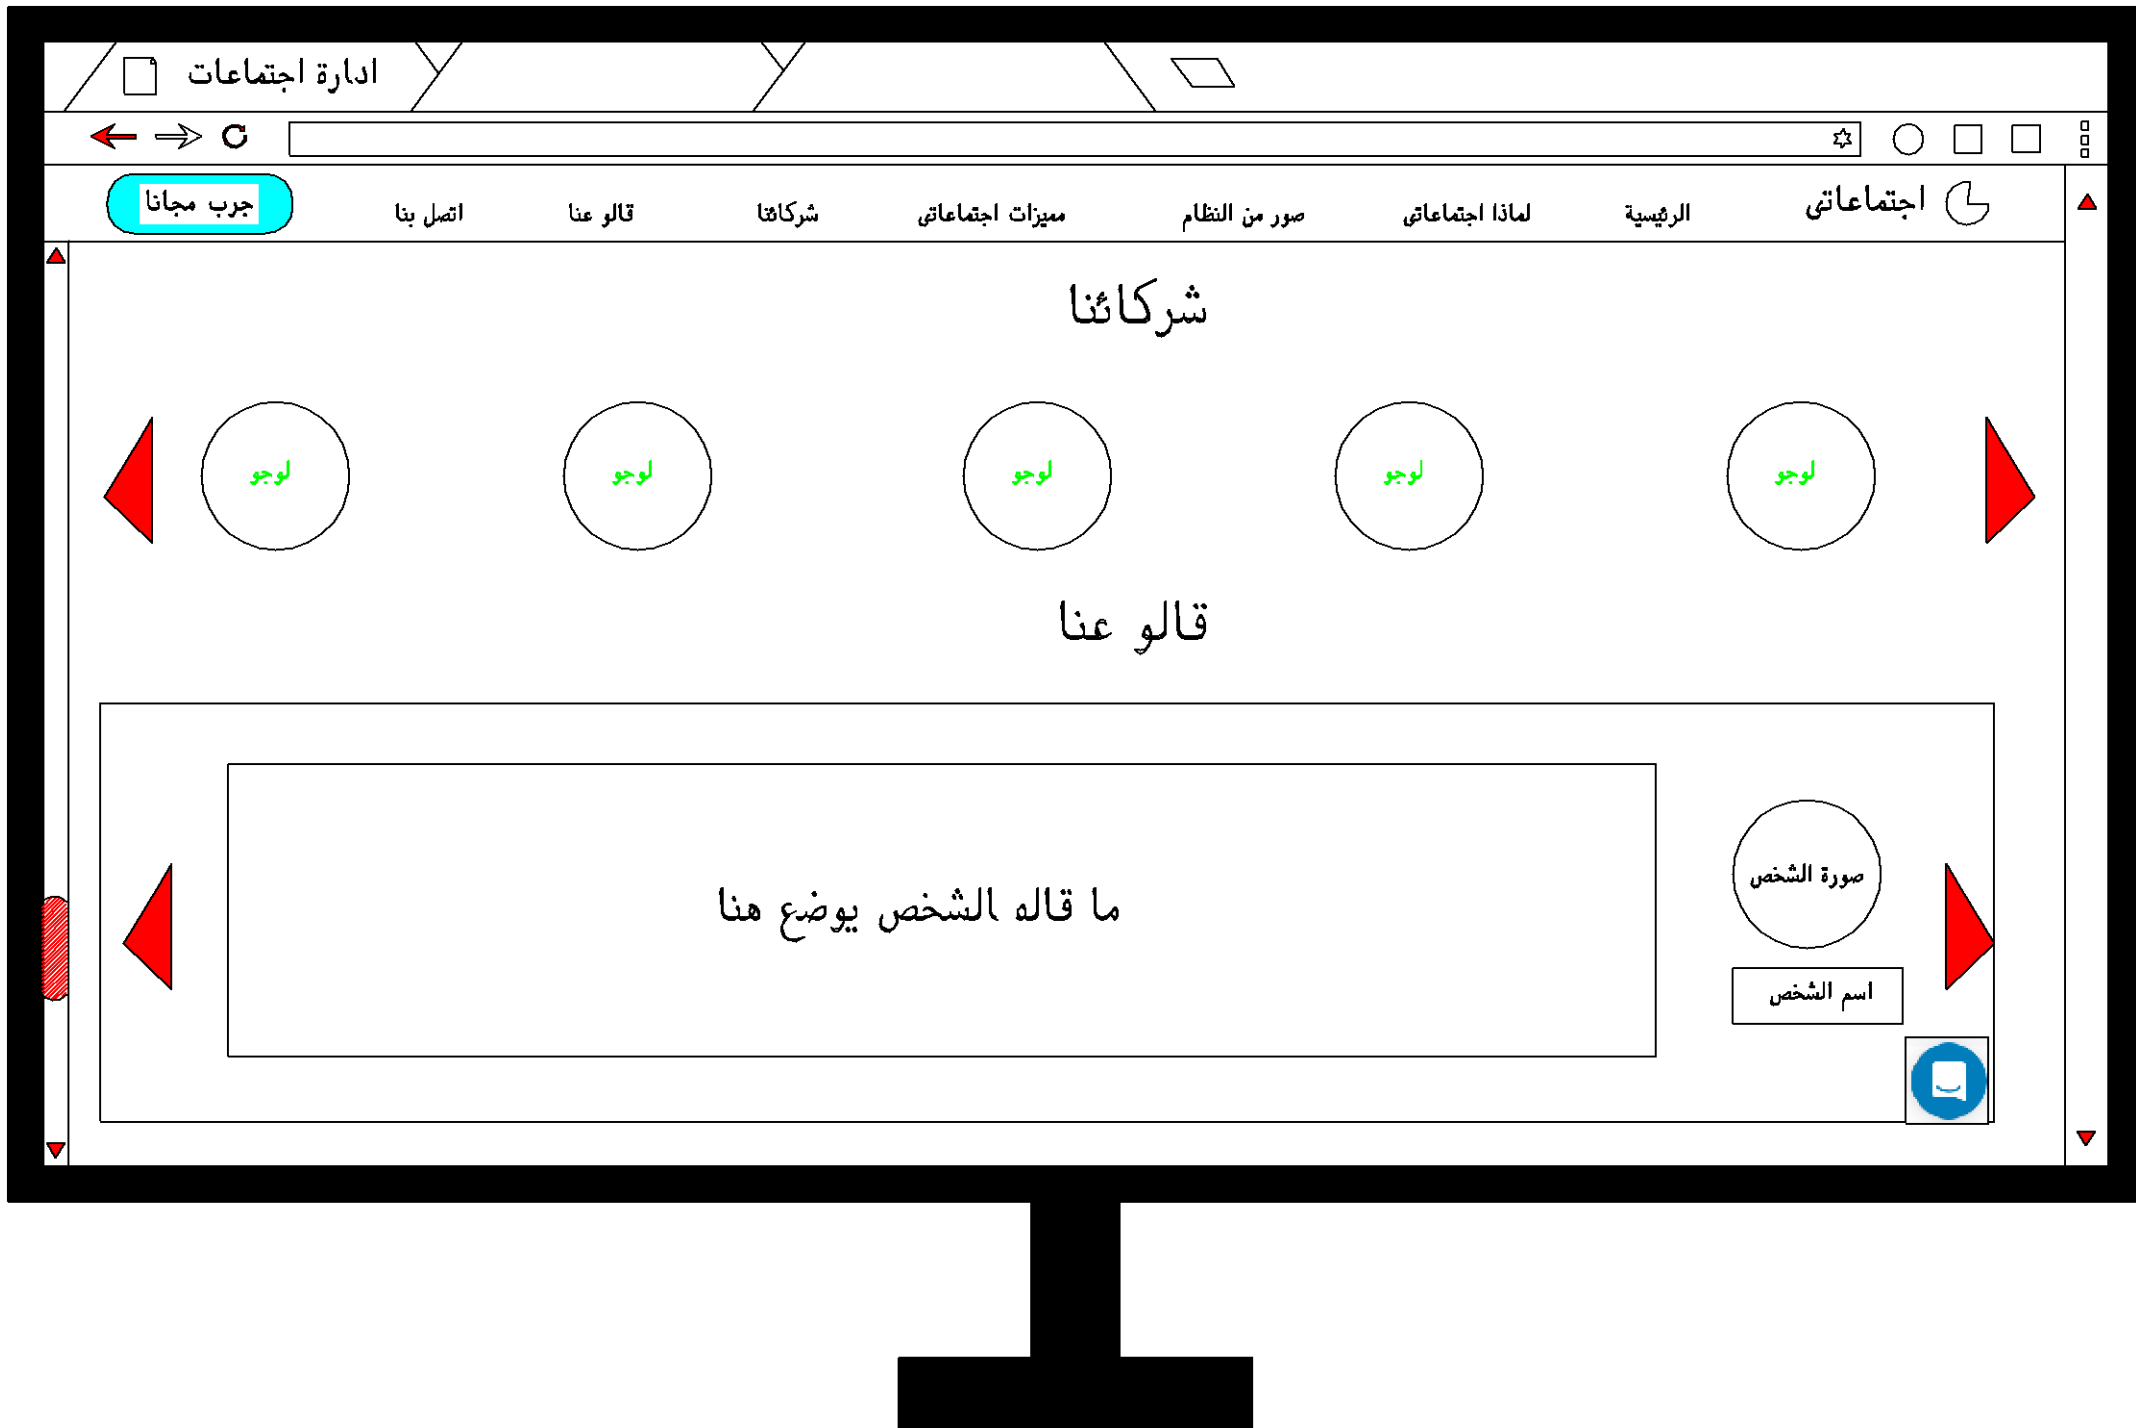 ادارة اجتماعات
اجتماعاتى
الرئيسية
لماذا اجتماعاتى
صور من النظام
مميزات اجتماعاتى
شركائنا
قالو عنا
اتصل بنا
جرب مجانا
شركائنا
لوجو
لوجو
لوجو
لوجو
لوجو
قالو عنا
صورة الشخص
ما قاله الشخص يوضع هنا
اسم الشخص